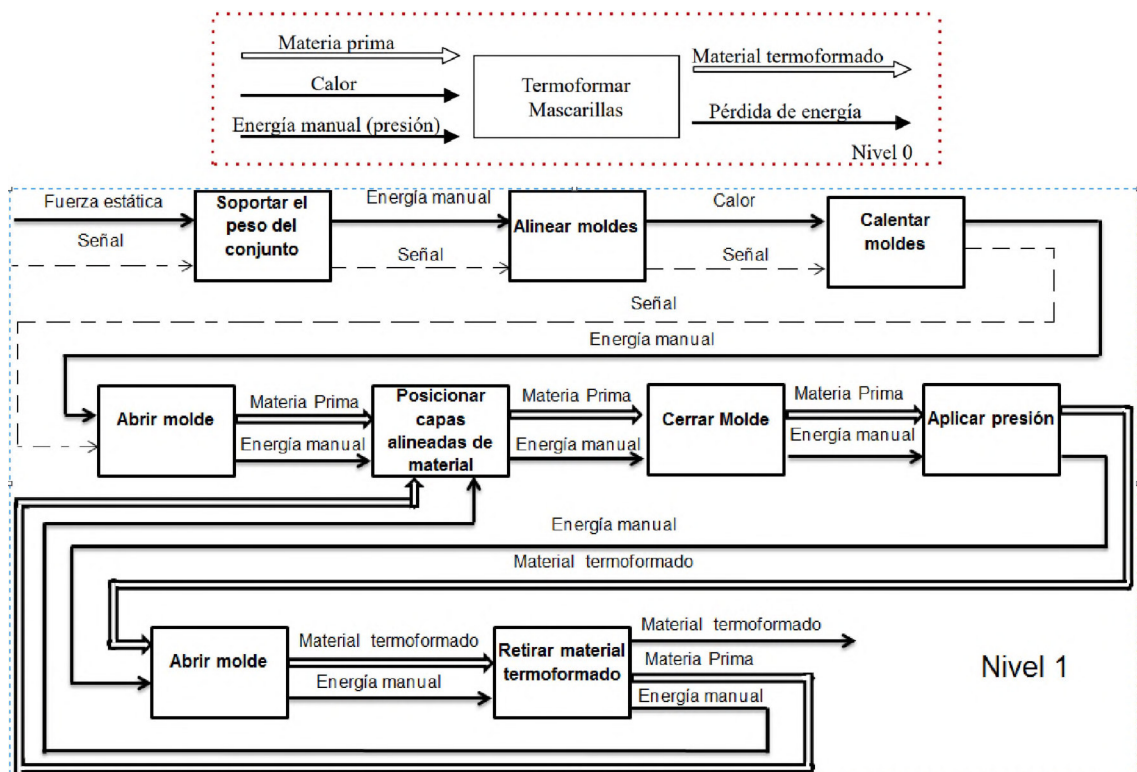 Materia prima
Calor
Energía manual (presión)
Termoformar
Mascarillas
Material termoformado
Pérdida de energía
Nivel 0
Fuerza estática
Señal
Soportar el
peso del
conjunto
Energía manual
Señal
Alinear moldes
Calor
Señal
Calentar
moldes
Señal
Energía manual
Abrir molde
Materia Prima
Energía manual
Posicionar
capas
alineadas de
material
Materia Prima
Energía manual
Cerrar Molde
Materia Prima
Energía manual
Aplicar presión
Energía manual
Material termoformado
Abrir molde
Material termoformado
Energía manual
Retirar material
termoformado
Material termoformado
Materia Prima
Energía manual
Nivel 1